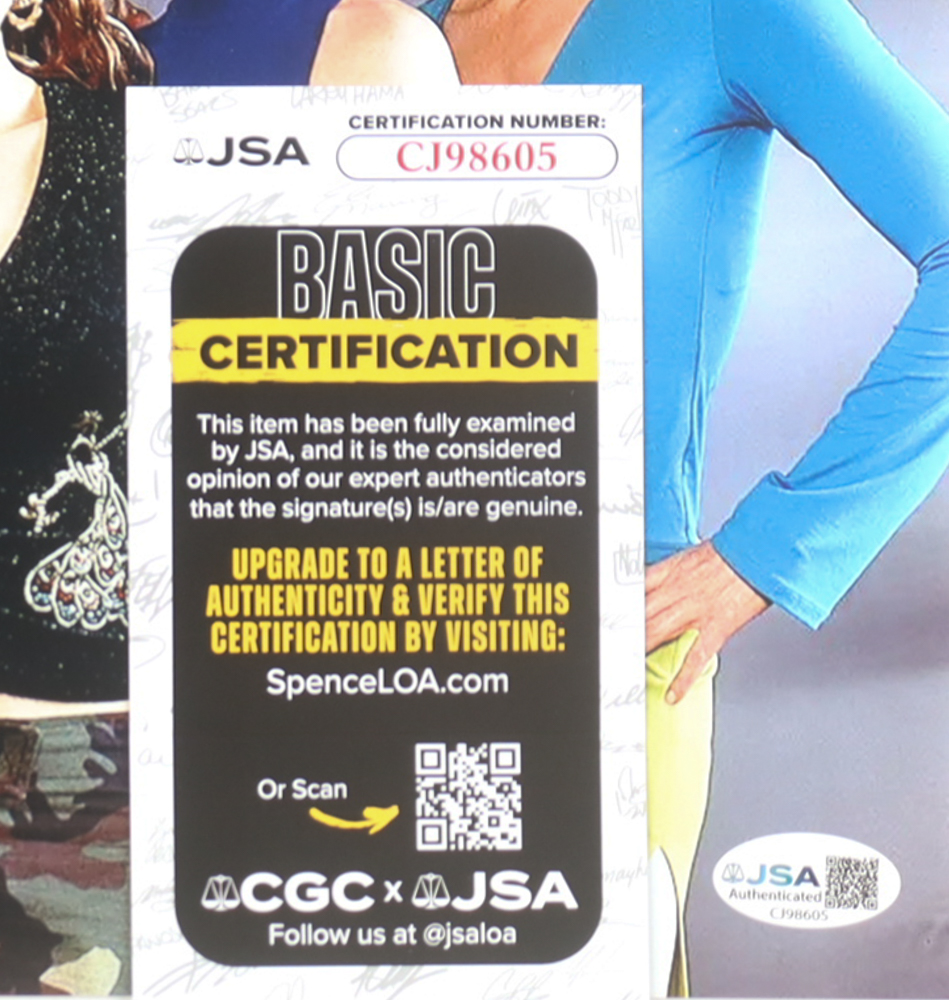 LARRY HAMA
JSA
CERTIFICATION NUMBER:
CJ98605
BASIC
CERTIFICATION
This item has been fully examined
by JSA, and it is the considered
opinion of our expert authenticators
that the signature(s) is/are genuine.
UPGRADE TO A LETTER OF
AUTHENTICITY & VERIFY THIS
CERTIFICATION BY VISITING:
SpenceLOA.com
Or Scan
CGC x JSA
Follow us at @jsaloa
JSA
Authenticated
CJ98605